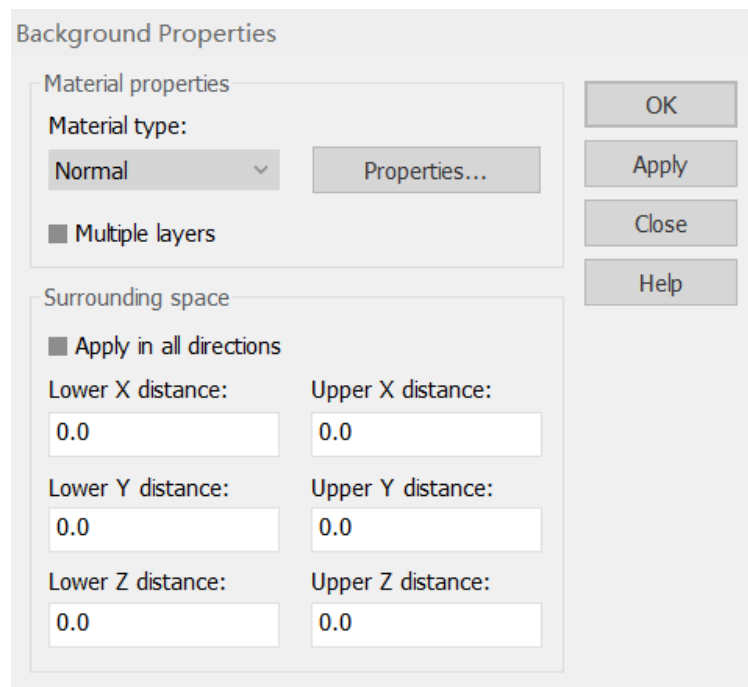 Background Properties
Material properties
Material type:
Normal
Properties...
Multiple layers
OK
Apply
Close
Help
Surrounding space
Apply in all directions
Lower X distance:
Upper X distance:
0.0
0.0
Lower Y distance:
Upper Y distance:
0.0
0.0
Lower Z distance:
Upper Z distance:
0.0
0.0